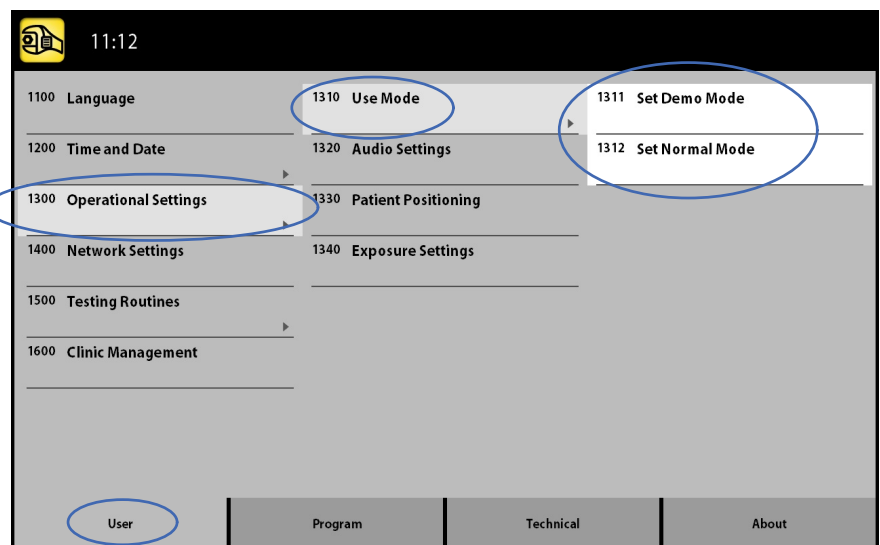 11:12
1100 Language
1200 Time and Date
1300 Operational Settings
1400 Network Settings
1500 Testing Routines
1600 Clinic Management
1310 Use Mode
1320 Audio Settings
1330 Patient Positioning
1340 Exposure Settings
1311 Set Demo Mode
1312 Set Normal Mode
User Program Technical About